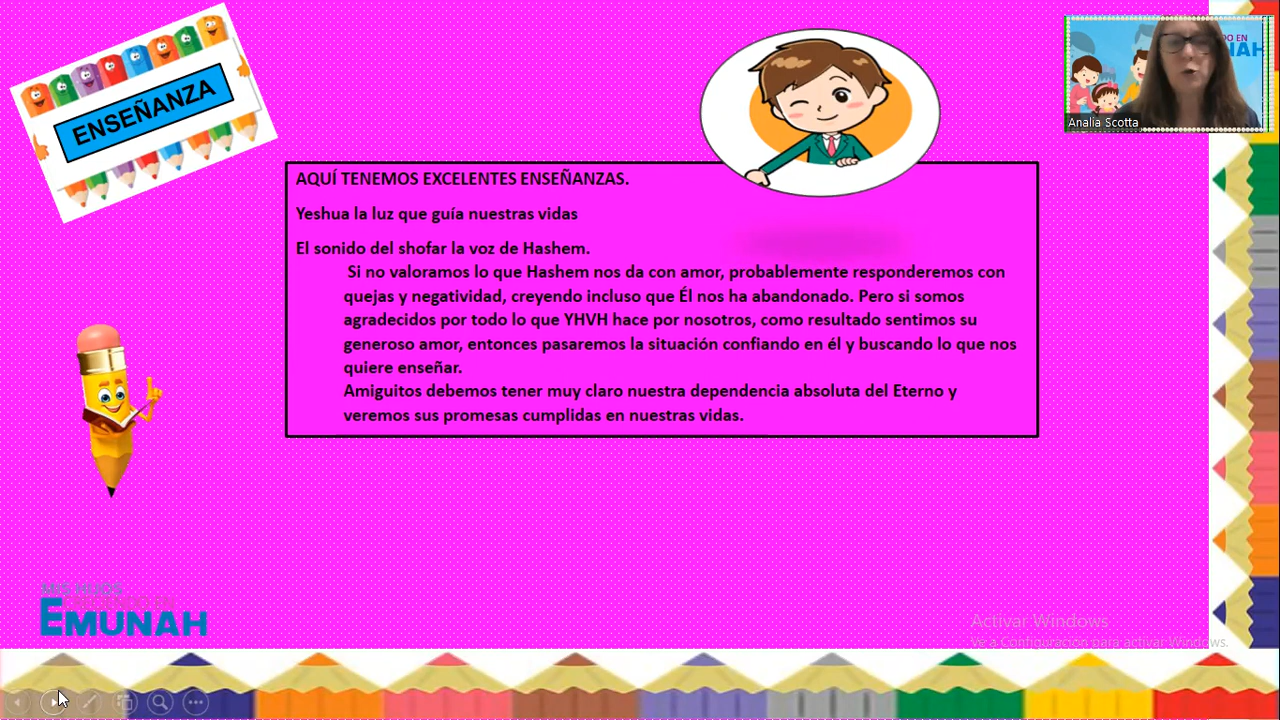 ENSEÑANZA
DO EN
NAH
Analia Scotta
AQUÍ TENEMOS EXCELENTES ENSEÑANZAS.
Yeshua la luz que guía nuestras vidas
El sonido del shofar la voz de Hashem.
Si no valoramos lo que Hashem nos da con amor, probablemente responderemos con
quejas y negatividad, creyendo incluso que Él nos ha abandonado. Pero si somos
agradecidos por todo lo que YHVH hace por nosotros, como resultado sentimos su
generoso amor, entonces pasaremos la situación confiando en él y buscando lo que nos
quiere enseñar.
Amiguitos debemos tener muy claro nuestra dependencia absoluta del Eterno y
veremos sus promesas cumplidas en nuestras vidas.
MIS HIJOS
EMUNAH
Activar Windows
Ve a Configuración para activar Windows.